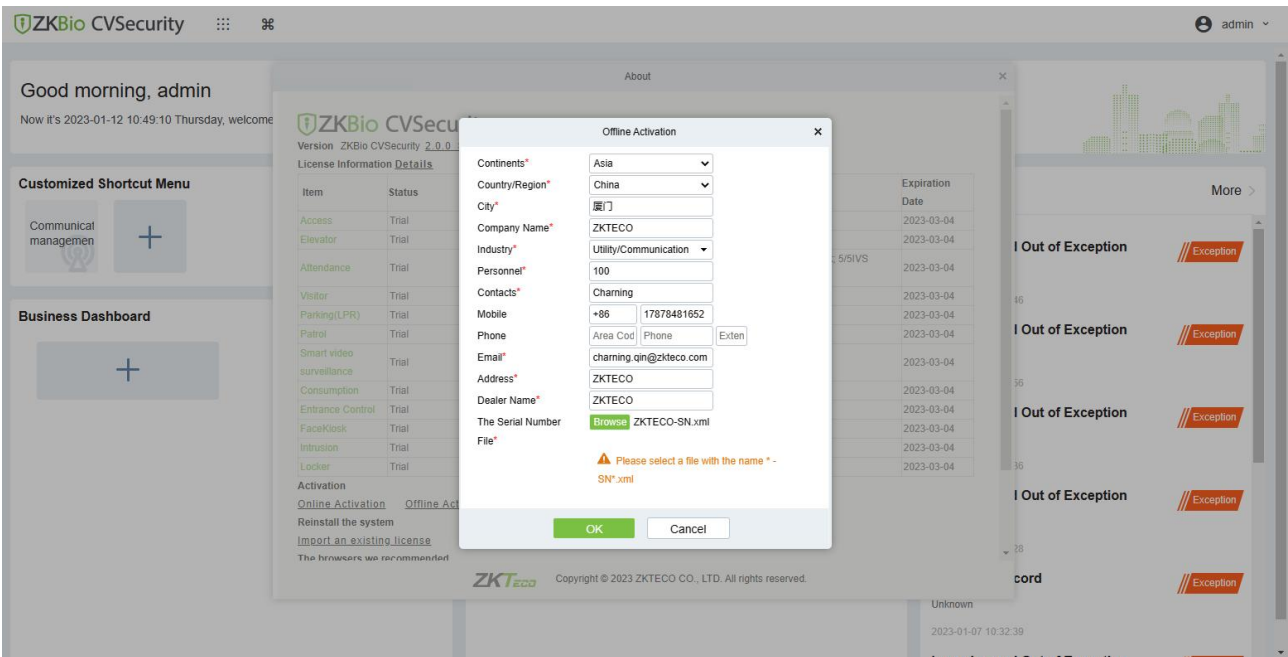 ZKBio CVSecurity
admin
Good morning, admin
Now it's 2023-01-12 10:49:10 Thursday, welcome
Customized Shortcut Menu
Communicat
managemen
Business Dashboard
About
ZKBio CVSecu
Version ZKBio CVSecurity 2.0.0
License Information Details
Item Status Expiration Date
Access Trial 2023-03-04
Elevator Trial 2023-03-04
Attendance Trial 5/5IVS 2023-03-04
Visitor Trial 2023-03-04
Parking(LPR) Trial 2023-03-04
Patrol Trial 2023-03-04
Smart video surveillance Trial 2023-03-04
Consumption Trial 2023-03-04
Entrance Control Trial 2023-03-04
FaceKiosk Trial 2023-03-04
Intrusion Trial 2023-03-04
Locker Trial 2023-03-04
Activation
Online Activation Offline Act
Reinstall the system
Import an existing license
The browsers we recommended
ZKTeco Copyright © 2023 ZKTECO CO., LTD. All rights reserved.
Offline Activation
Continents* Asia
Country/Region* China
City* 厦门
Company Name* ZKTECO
Industry* Utility/Communication
Personnel* 100
Contacts* Charning
Mobile +86 17878481652
Phone Area Cod Phone Exten
Email* charning.qin@zkteco.com
Address* ZKTECO
Dealer Name* ZKTECO
The Serial Number Browse ZKTECO-SN.xml
File*
Please select a file with the name * -
SN*.xml
OK Cancel
More
l Out of Exception Exception
46
l Out of Exception Exception
56
l Out of Exception Exception
36
l Out of Exception Exception
28
cord Exception
Unknown
2023-01-07 10:32:39